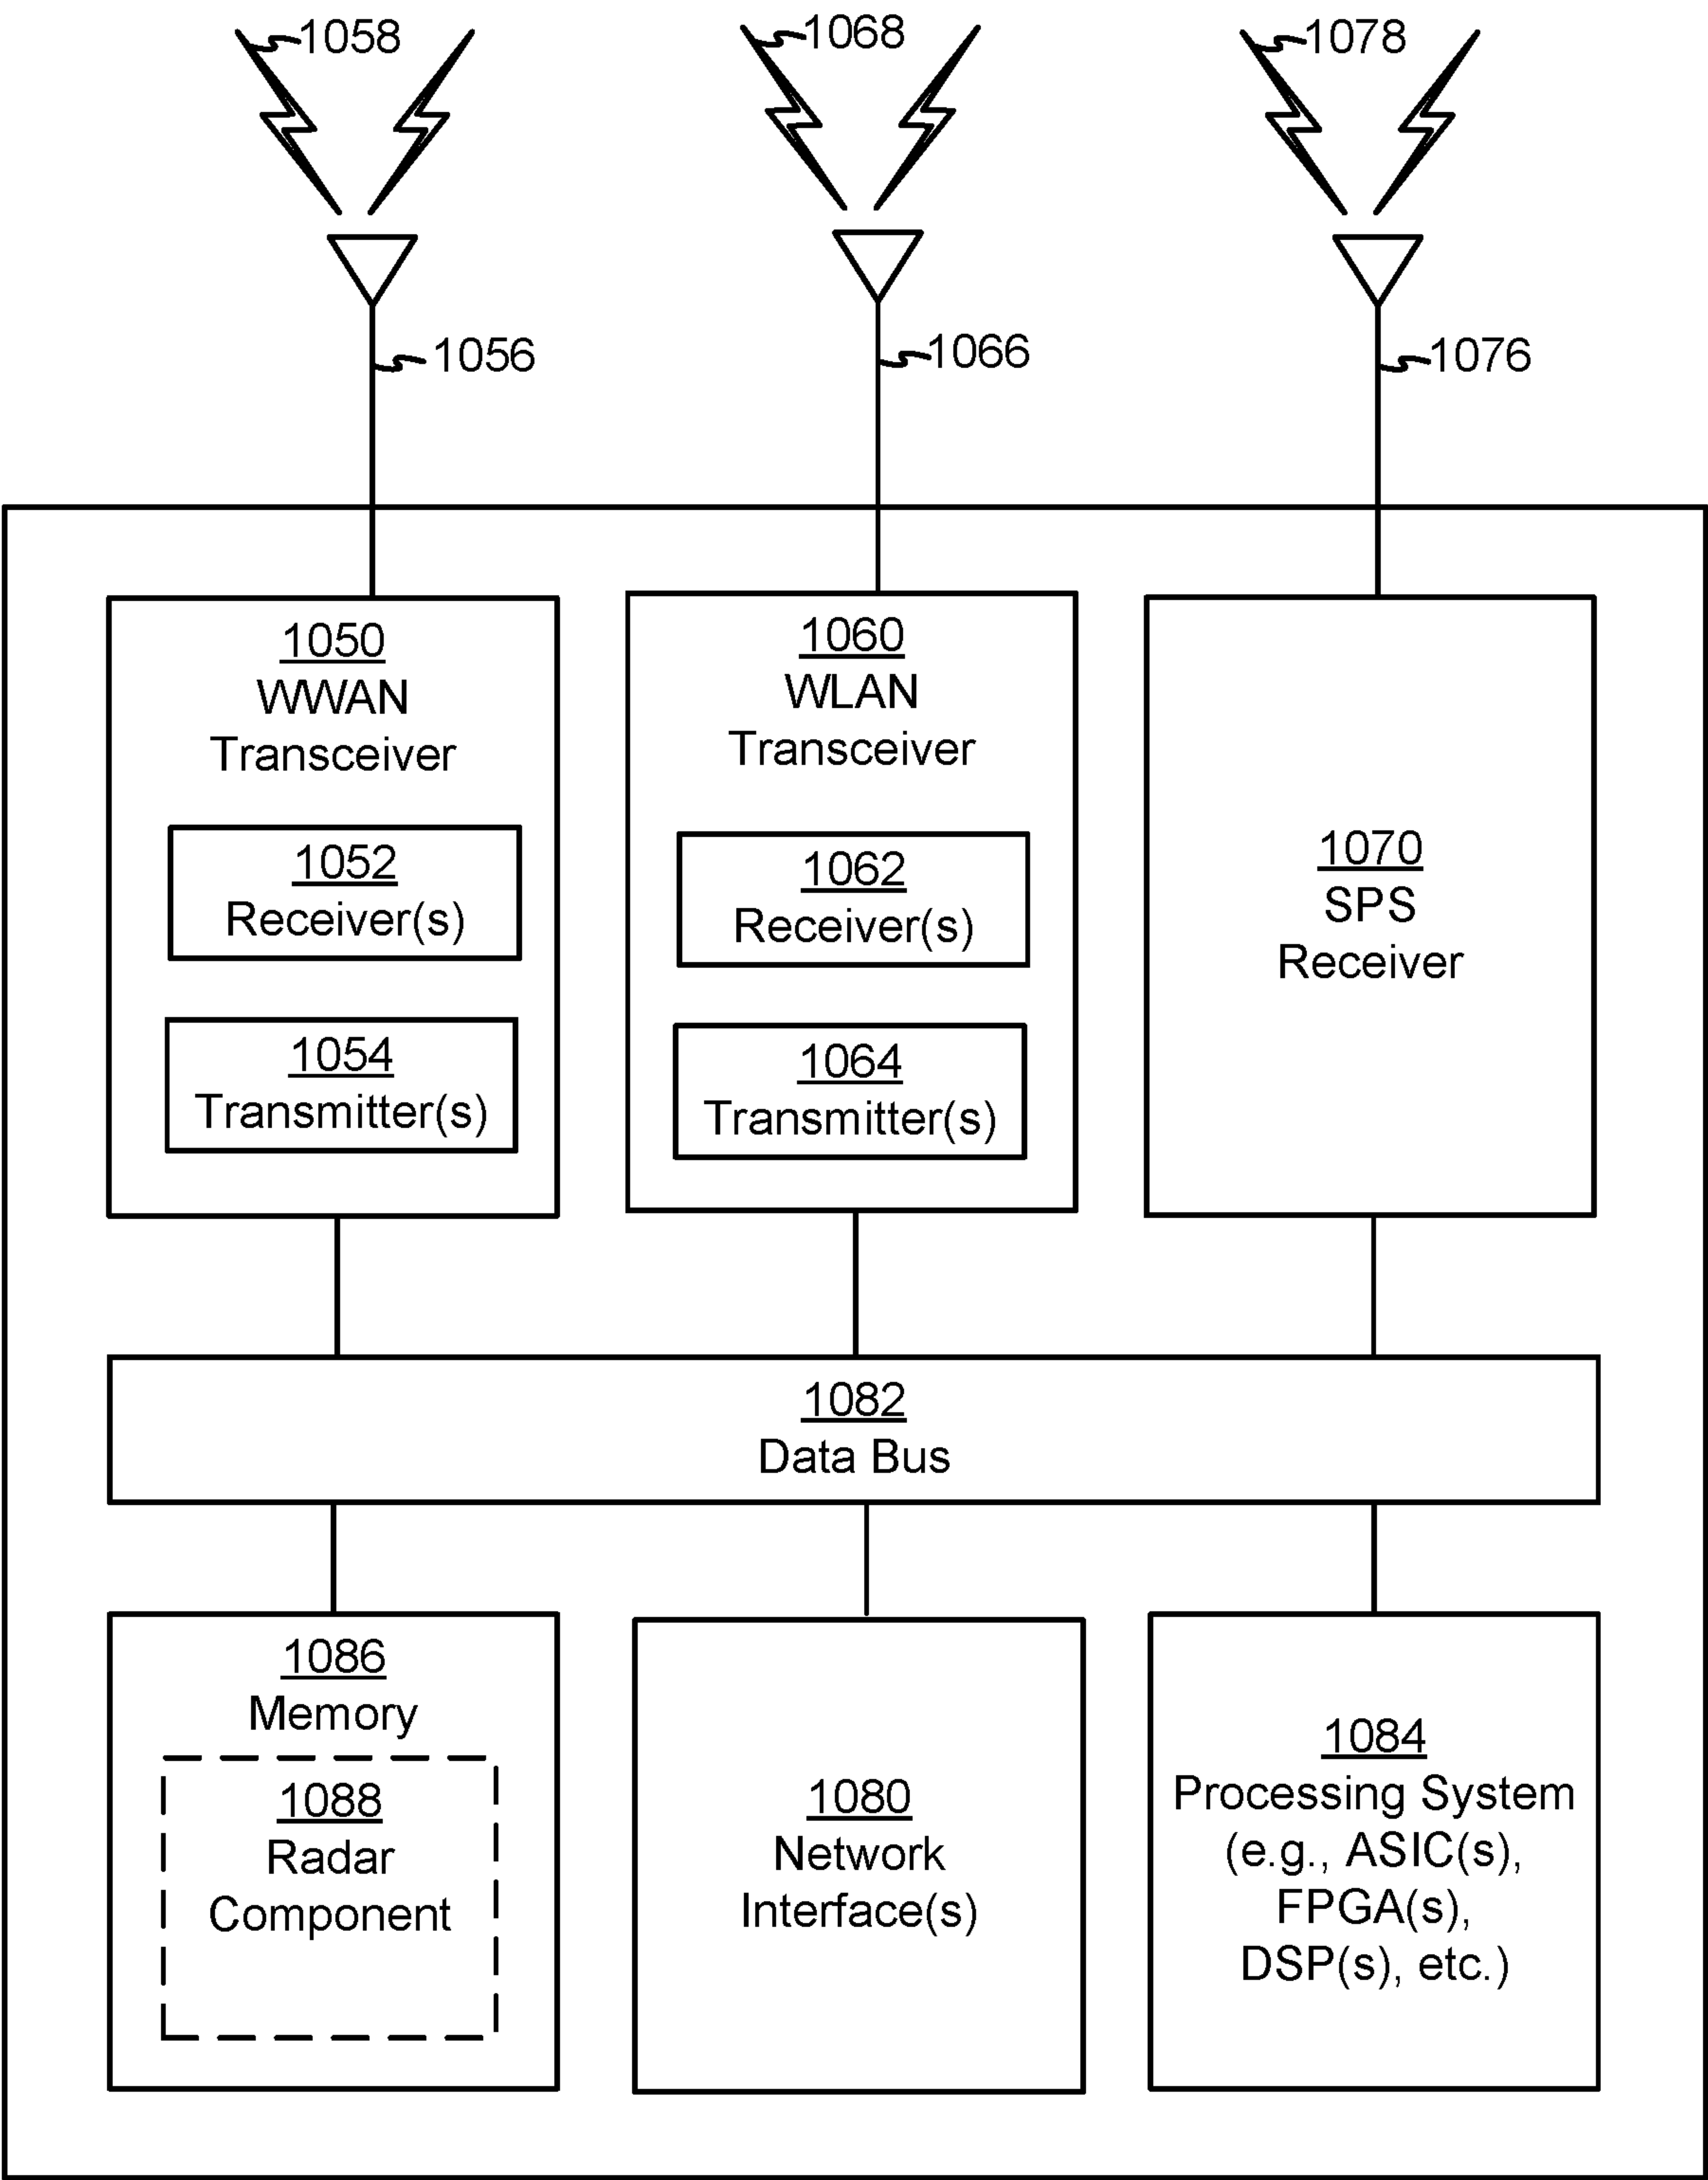 1058
1068
1078
1056
1066
1076
1050
WWAN
Transceiver
1052
Receiver(s)
1054
Transmitter(s)
1060
WLAN
Transceiver
1062
Receiver(s)
1064
Transmitter(s)
1070
SPS
Receiver
1082
Data Bus
1086
Memory
1088
Radar
Component
1080
Network
Interface(s)
1084
Processing System
(e.g., ASIC(s),
FPGA(s),
DSP(s), etc.)